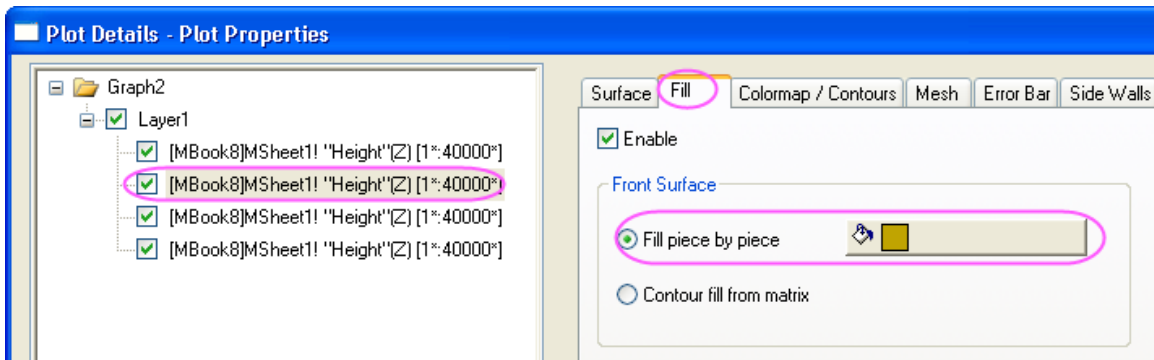 Plot Details - Plot Properties
Graph2
Layer1
[MBook8]MSheet1! "Height"(Z) [1*:40000*]
[MBook8]MSheet1! "Height"(Z) [1*:40000*]
[MBook8]MSheet1! "Height"(Z) [1*:40000*]
[MBook8]MSheet1! "Height"(Z) [1*:40000*]
Surface Fill Colormap / Contours Mesh Error Bar Side Walls
Enable
Front Surface
Fill piece by piece
Contour fill from matrix